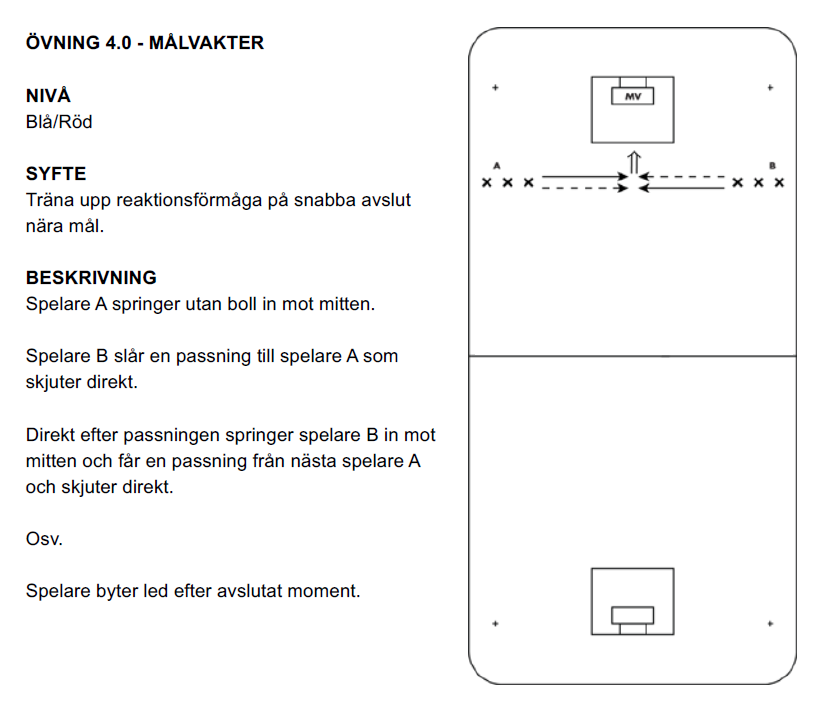 ÖVNING 4.0 - MÅLVAKTER
NIVÅ
Blå/Röd
SYFTE
Träna upp reaktionsförmåga på snabba avslut
nära mål.
BESKRIVNING
Spelare A springer utan boll in mot mitten.
Spelare B slår en passning till spelare A som
skjuter direkt.
Direkt efter passningen springer spelare B in mot
mitten och får en passning från nästa spelare A
och skjuter direkt.
Osv.
Spelare byter led efter avslutat moment.
MV
A
B